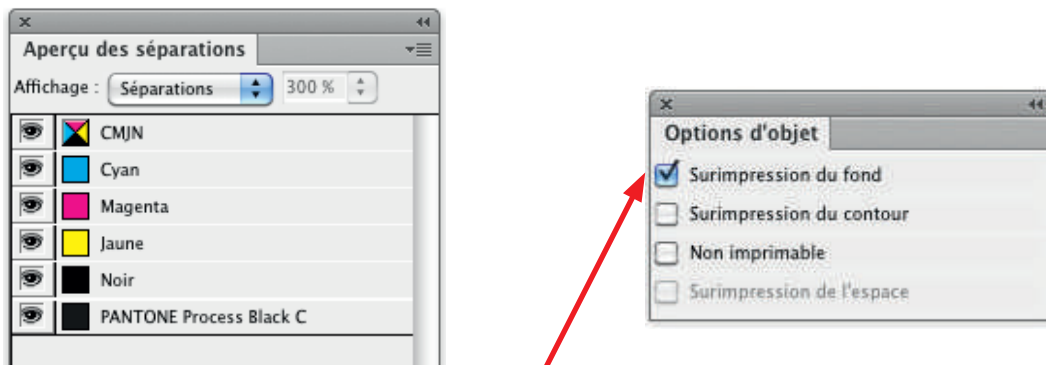 Aperçu des séparations
Affichage : Séparations 300 %
CMJN
Cyan
Magenta
Jaune
Noir
PANTONE Process Black C
Options d'objet
Surimpression du fond
Surimpression du contour
Non imprimable
Surimpression de l'espace